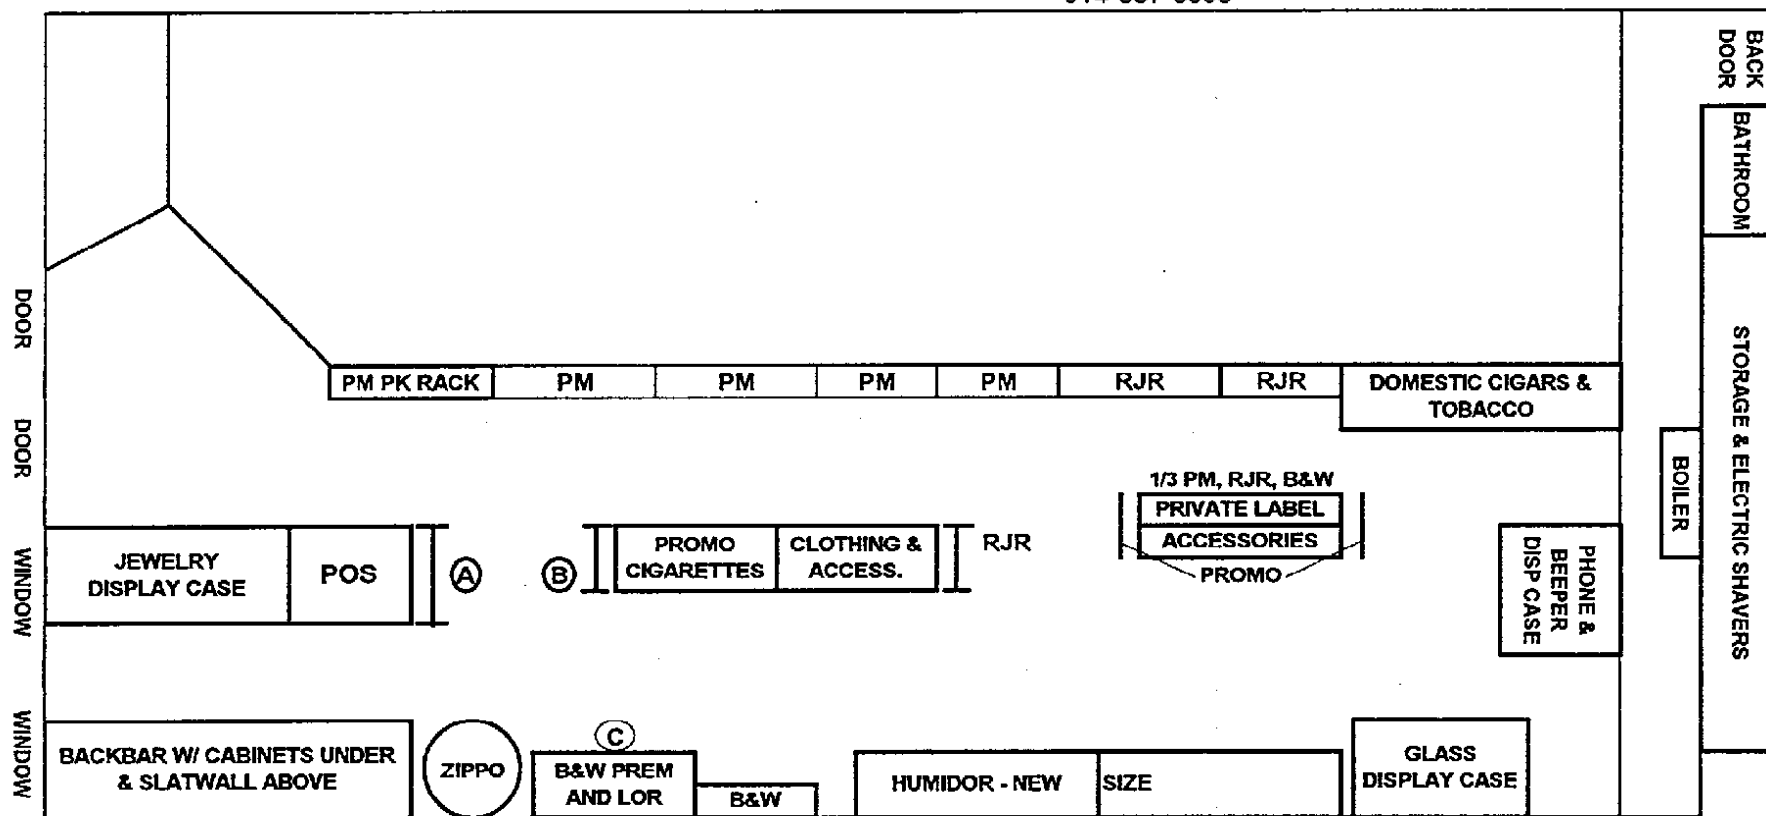 BACK
DOOR
BATHROOM
STORAGE & ELECTRIC SHAVERS
BOILER
DOOR
DOOR
WINDOW
WINDOW
PM PK RACK
PM
PM
PM
PM
RJR
RJR
DOMESTIC CIGARS &
TOBACCO
1/3 PM, RJR, B&W
PRIVATE LABEL
ACCESSORIES
PROMO
JEWELRY
DISPLAY CASE
POS
A
B
PROMO
CIGARETTES
CLOTHING &
ACCESS.
RJR
PHONE &
BEEPER
DISP CASE
BACKBAR W/ CABINETS UNDER
& SLATWALL ABOVE
ZIPPO
C
B&W PREM
AND LOR
B&W
HUMIDOR - NEW SIZE
GLASS
DISPLAY CASE